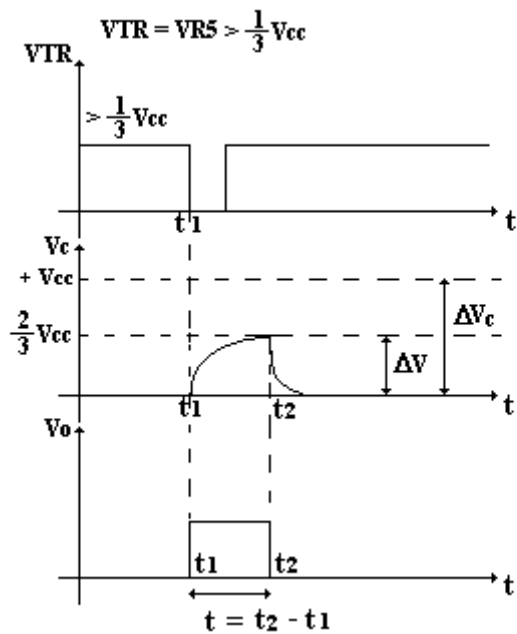 VTR = VR5 > 1/3 Vcc
VTR
> 1/3 Vcc
t1
t
Vc
+ Vcc
2/3 Vcc
ΔVc
ΔV
t1
t2
t
Vo
t1
t2
t
t = t2 - t1